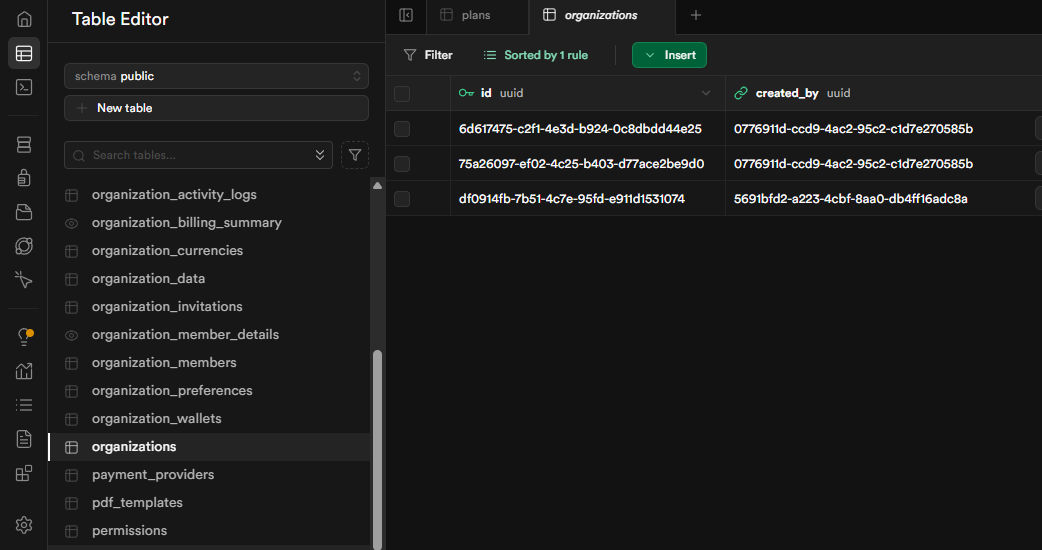 Table Editor
schema public
New table
Search tables...
organization_activity_logs
organization_billing_summary
organization_currencies
organization_data
organization_invitations
organization_member_details
organization_members
organization_preferences
organization_wallets
organizations
payment_providers
pdf_templates
permissions
plans
organizations
Filter
Sorted by 1 rule
Insert
id uuid
created_by uuid
6d617475-c2f1-4e3d-b924-0c8dbdd44e25
0776911d-ccd9-4ac2-95c2-c1d7e270585b
75a26097-ef02-4c25-b403-d77ace2be9d0
0776911d-ccd9-4ac2-95c2-c1d7e270585b
df0914fb-7b51-4c7e-95fd-e911d1531074
5691bfd2-a223-4cbf-8aa0-db4ff16adc8a